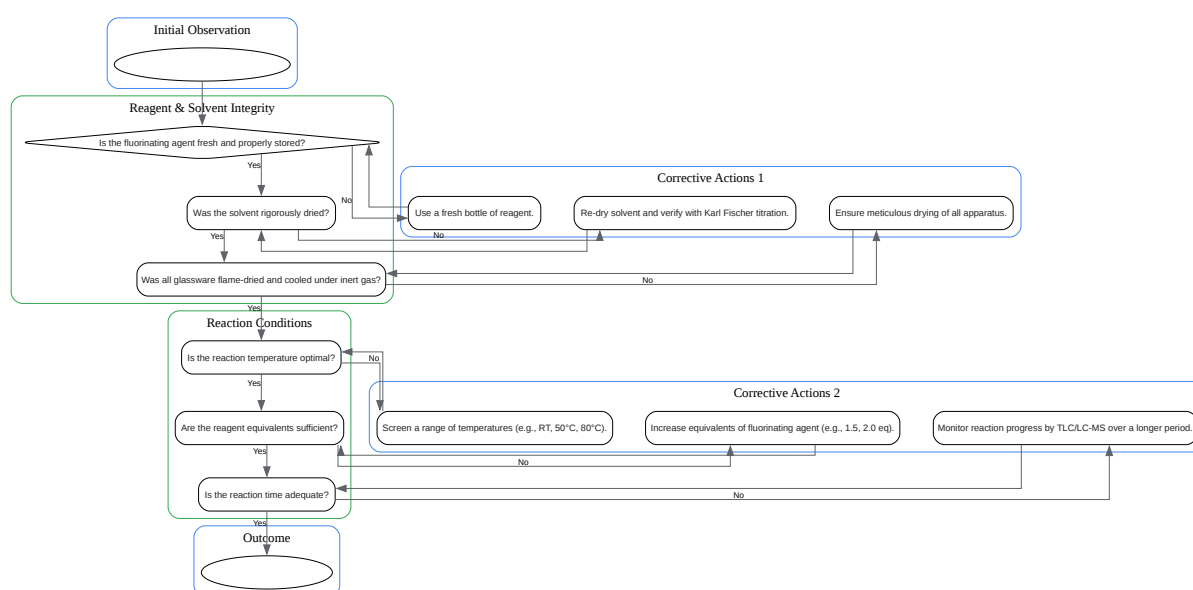 Initial Observation
Reagent & Solvent Integrity
Is the fluorinating agent fresh and properly stored?
Yes
No
Corrective Actions 1
Was the solvent rigorously dried?
Use a fresh bottle of reagent.
Re-dry solvent and verify with Karl Fischer titration.
Ensure meticulous drying of all apparatus.
Yes
No
Was all glassware flame-dried and cooled under inert gas?
No
Yes
Reaction Conditions
Is the reaction temperature optimal?
No
Yes
Corrective Actions 2
Are the reagent equivalents sufficient?
Screen a range of temperatures (e.g., RT, 50°C, 80°C).
Increase equivalents of fluorinating agent (e.g., 1.5, 2.0 eq).
Monitor reaction progress by TLC/LC-MS over a longer period.
Yes
No
Is the reaction time adequate?
No
Yes
Outcome